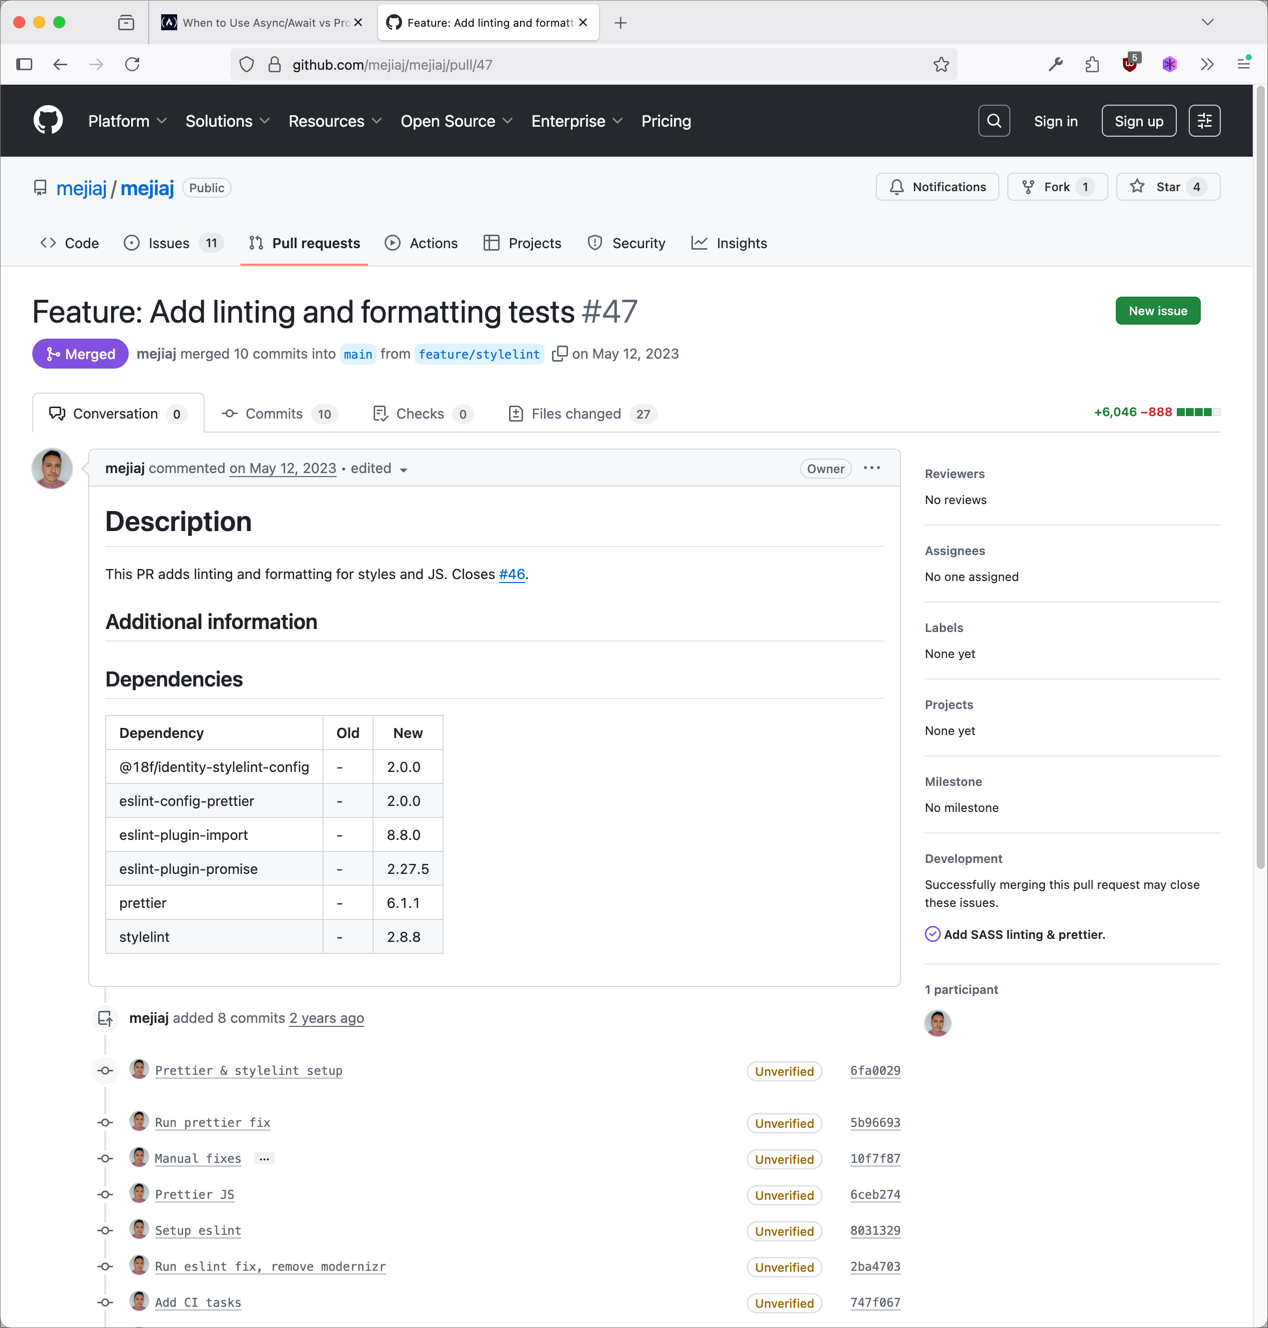 When to Use Async/Await vs Pro
Feature: Add linting and formatt
github.com/mejiaj/mejiaj/pull/47
5
Platform Solutions Resources Open Source Enterprise Pricing Sign in Sign up
mejiaj / mejiaj Public
Notifications Fork 1 Star 4
Code Issues 11 Pull requests Actions Projects Security Insights
Feature: Add linting and formatting tests #47
New issue
Merged mejiaj merged 10 commits into main from feature/stylelint on May 12, 2023
Conversation 0 Commits 10 Checks 0 Files changed 27
+6,046 −888
mejiaj commented on May 12, 2023 • edited
Owner
Description
This PR adds linting and formatting for styles and JS. Closes #46.
Additional information
Dependencies
Dependency Old New
@18f/identity-stylelint-config - 2.0.0
eslint-config-prettier - 2.0.0
eslint-plugin-import - 8.8.0
eslint-plugin-promise - 2.27.5
prettier - 6.1.1
stylelint - 2.8.8
Reviewers
No reviews
Assignees
No one assigned
Labels
None yet
Projects
None yet
Milestone
No milestone
Development
Successfully merging this pull request may close
these issues.
Add SASS linting & prettier.
1 participant
mejiaj added 8 commits 2 years ago
Prettier & stylelint setup Unverified 6fa0029
Run prettier fix Unverified 5b96693
Manual fixes … Unverified 10f7f87
Prettier JS Unverified 6ceb274
Setup eslint Unverified 8031329
Run eslint fix, remove modernizr Unverified 2ba4703
Add CI tasks Unverified 747f067